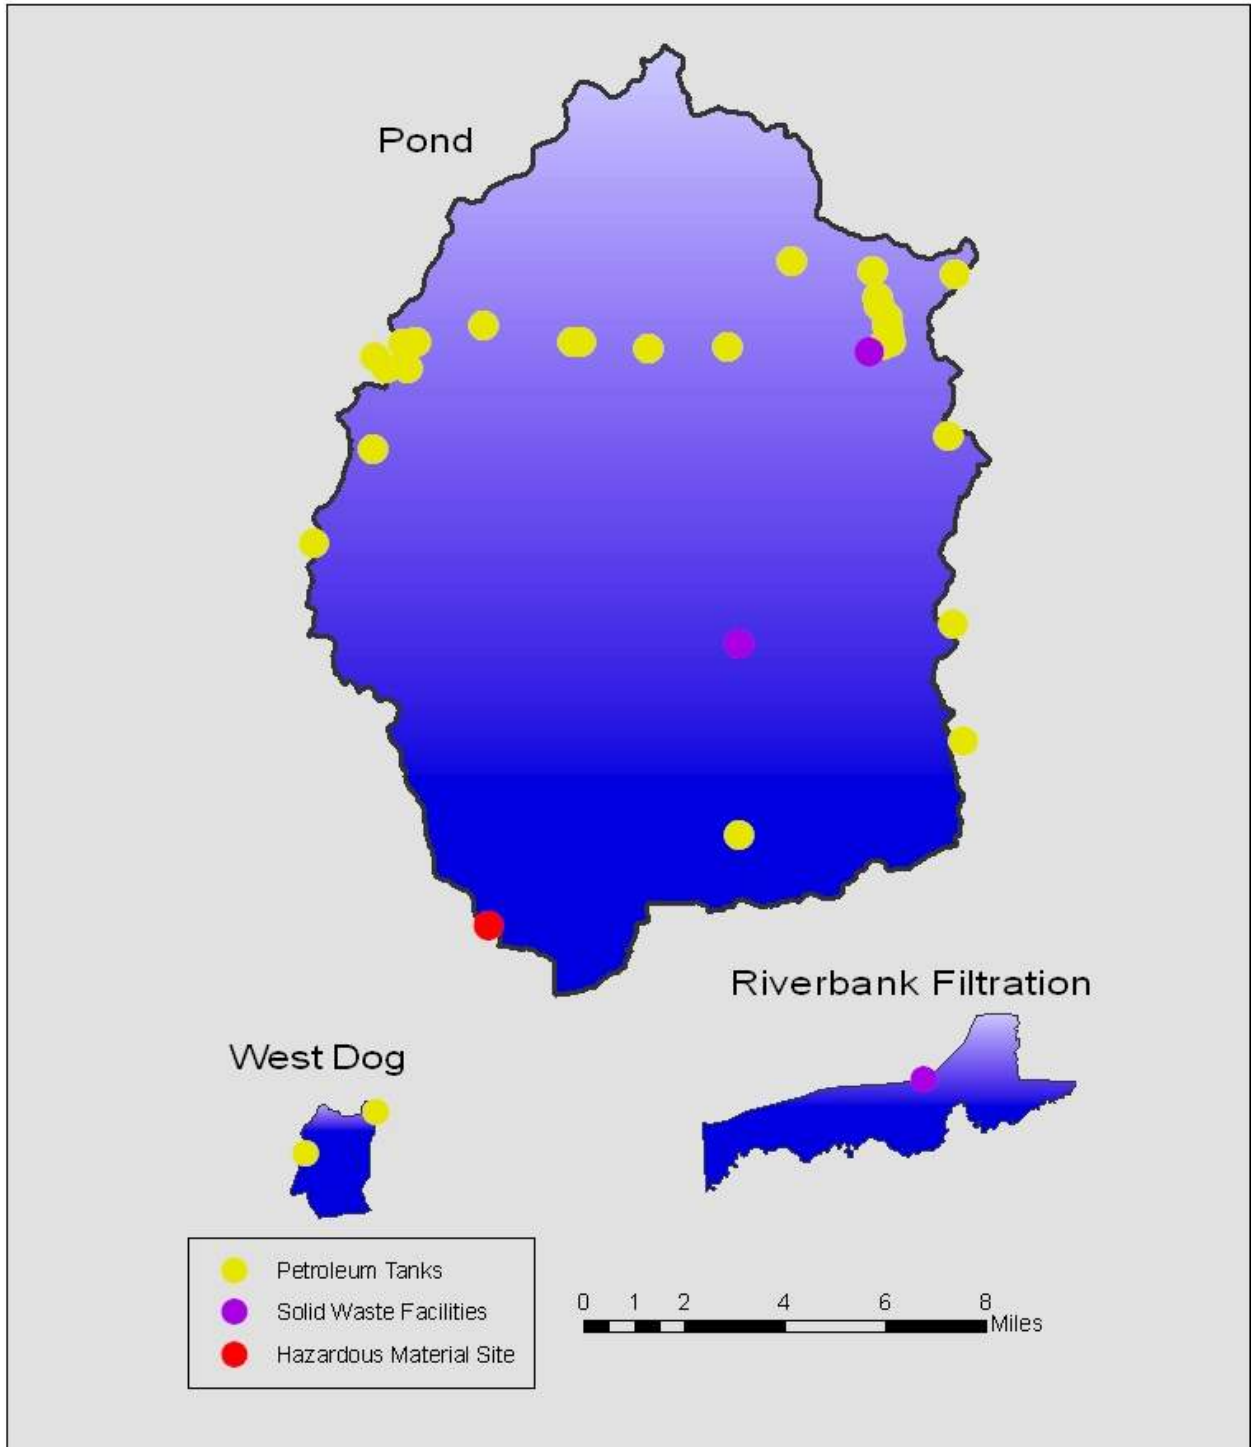 Pond
Riverbank Filtration
West Dog
Petroleum Tanks
Solid Waste Facilities
Hazardous Material Site
0 1 2 4 6 8
Miles